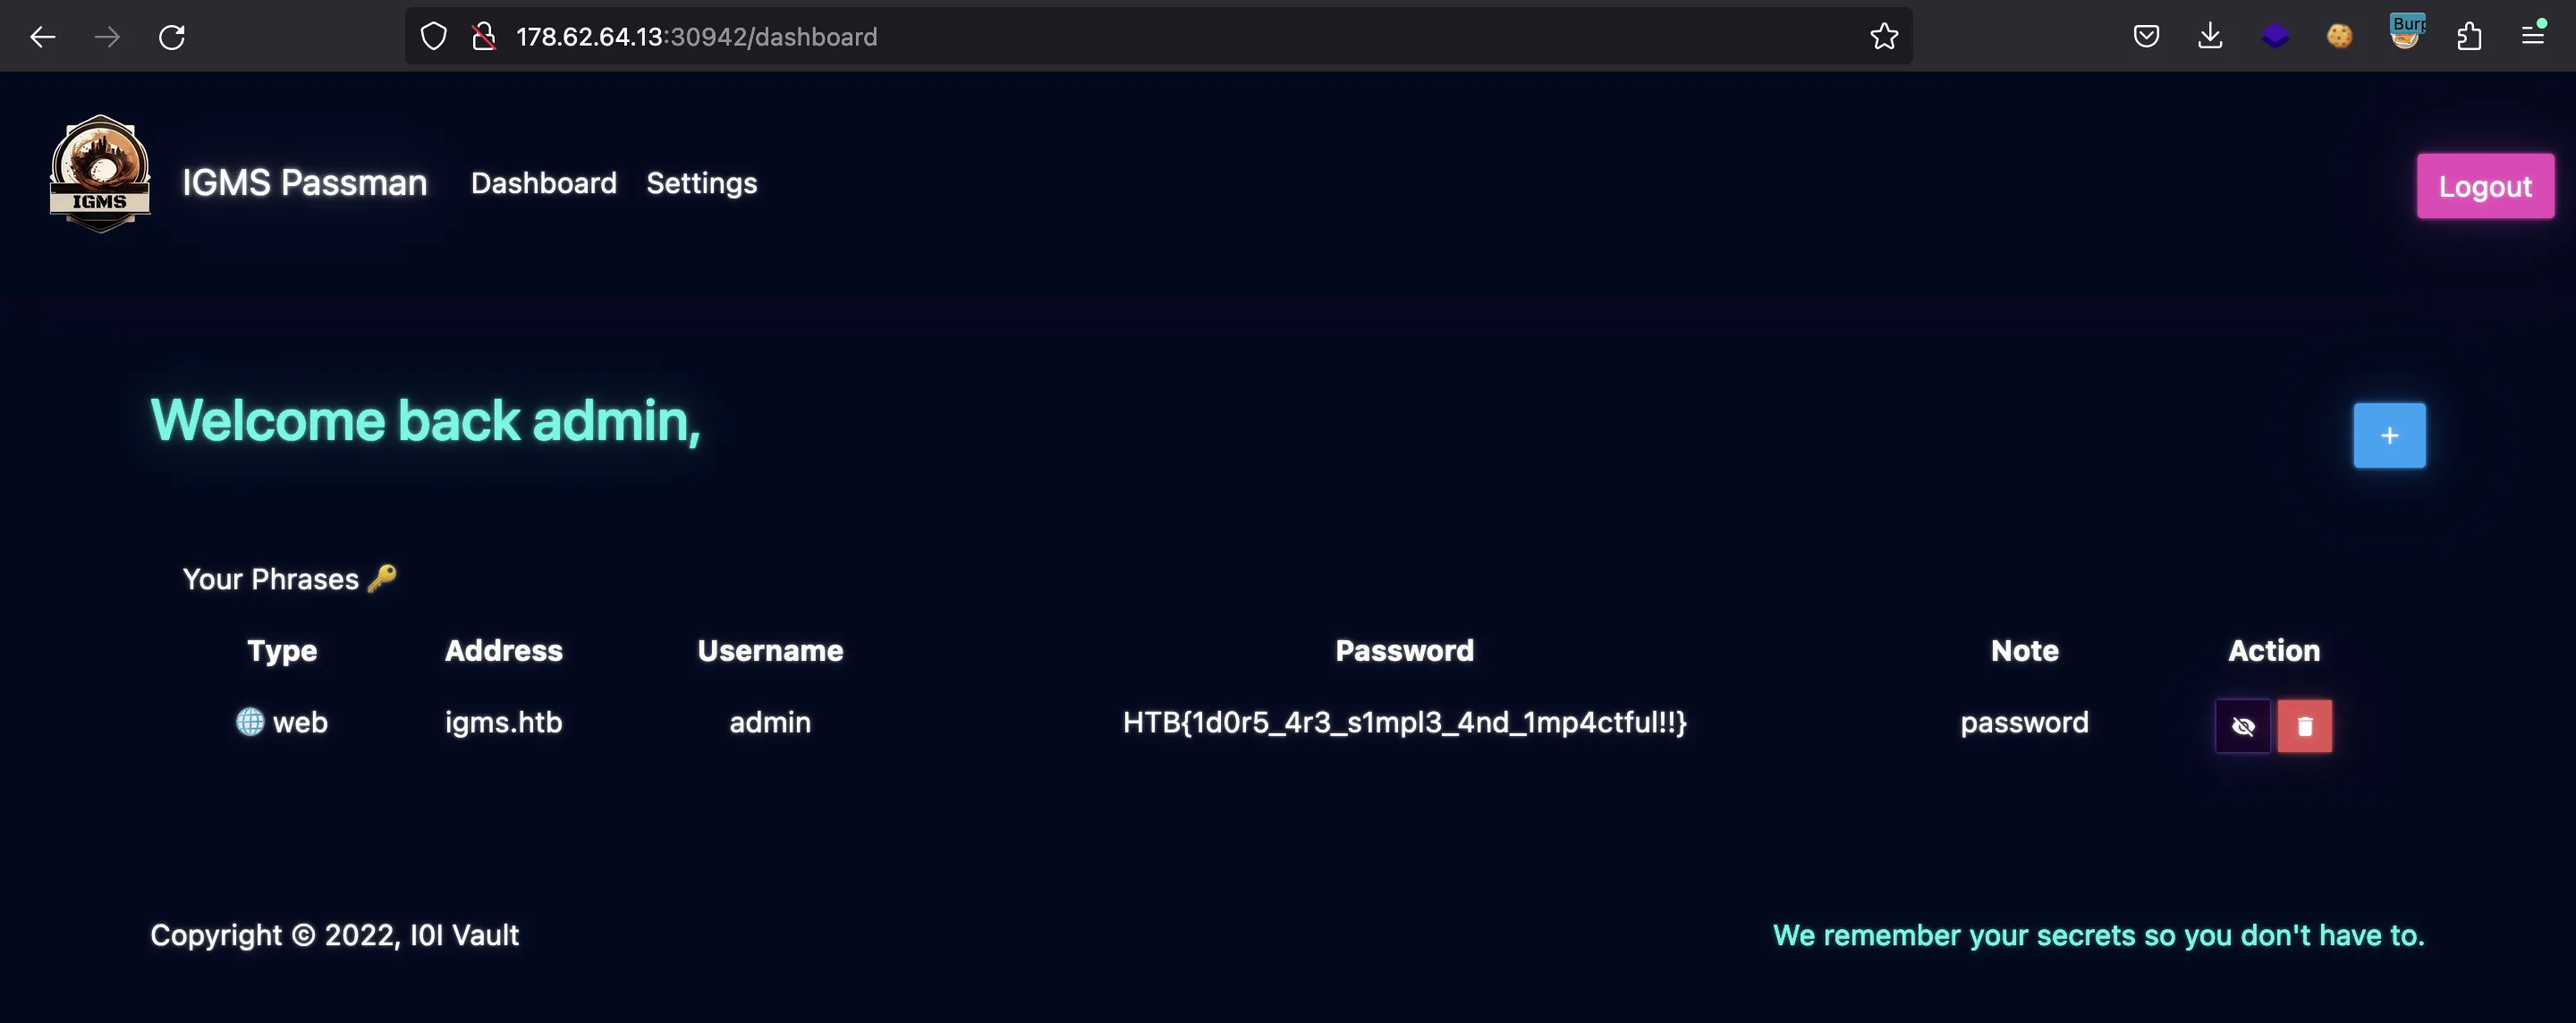 178.62.64.13:30942/dashboard
Burp
IGMS
IGMS Passman Dashboard Settings Logout
Welcome back admin,
+
Your Phrases 🔑
Type Address Username Password Note Action
🌐 web igms.htb admin HTB{1d0r5_4r3_s1mpl3_4nd_1mp4ctful!!} password
Copyright © 2022, I0I Vault We remember your secrets so you don't have to.